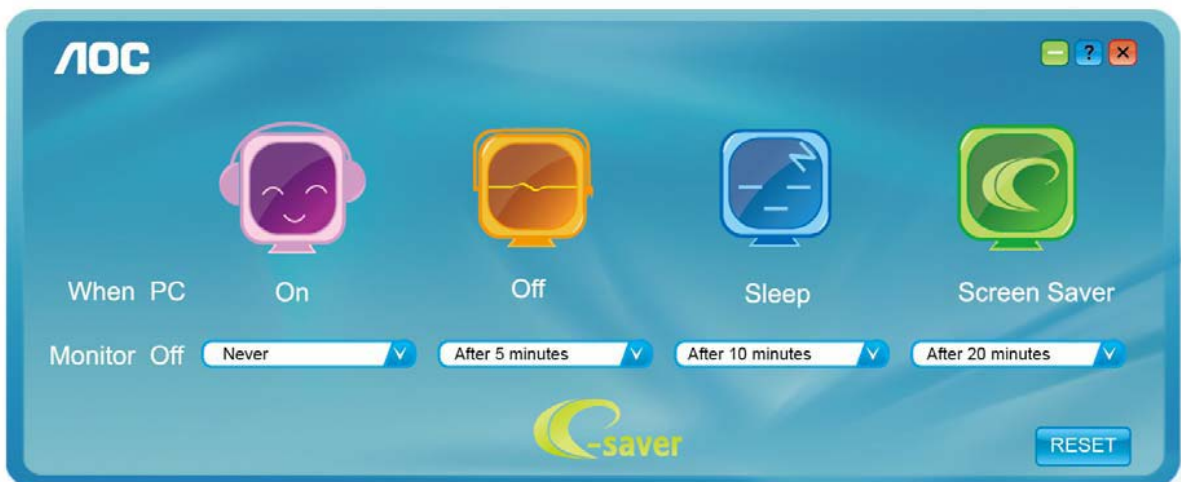 AOC
?
When PC On Off Sleep Screen Saver
Monitor Off Never After 5 minutes After 10 minutes After 20 minutes
e-saver
RESET